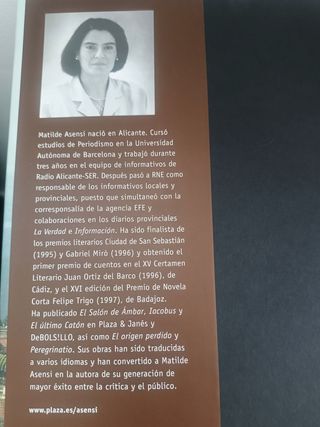 Matilde Asensi nació en Alicante. Cursó
estudios de Periodismo en la Universidad
Autónoma de Barcelona y trabajó durante
tres años en el equipo de informativos de
Radio Alicante-SER. Después pasó a RNE como
responsable de los informativos locales y
provinciales, puesto que simultaneó con la
corresponsalía de la agencia EFE y
colaboraciones en los diarios provinciales
La Verdad e Información. Ha sido finalista de
los premios literarios Ciudad de San Sebastián
(1995) y Gabriel Miró (1996) y obtenido el
primer premio de cuentos en el XV Certamen
Literario Juan Ortiz del Barco (1996), de
Cádiz, y el XVI edición del Premio de Novela
Corta Felipe Trigo (1997), de Badajoz.
Ha publicado El Salón de Ámbar, Iacobus y
El último Catón en Plaza & Janés y
DeBOLS!LLO, así como El origen perdido y
Peregrinatio. Sus obras han sido traducidas
a varios idiomas y han convertido a Matilde
Asensi en la autora de su generación de
mayor éxito entre la crítica y el público.
www.plaza.es/asensi